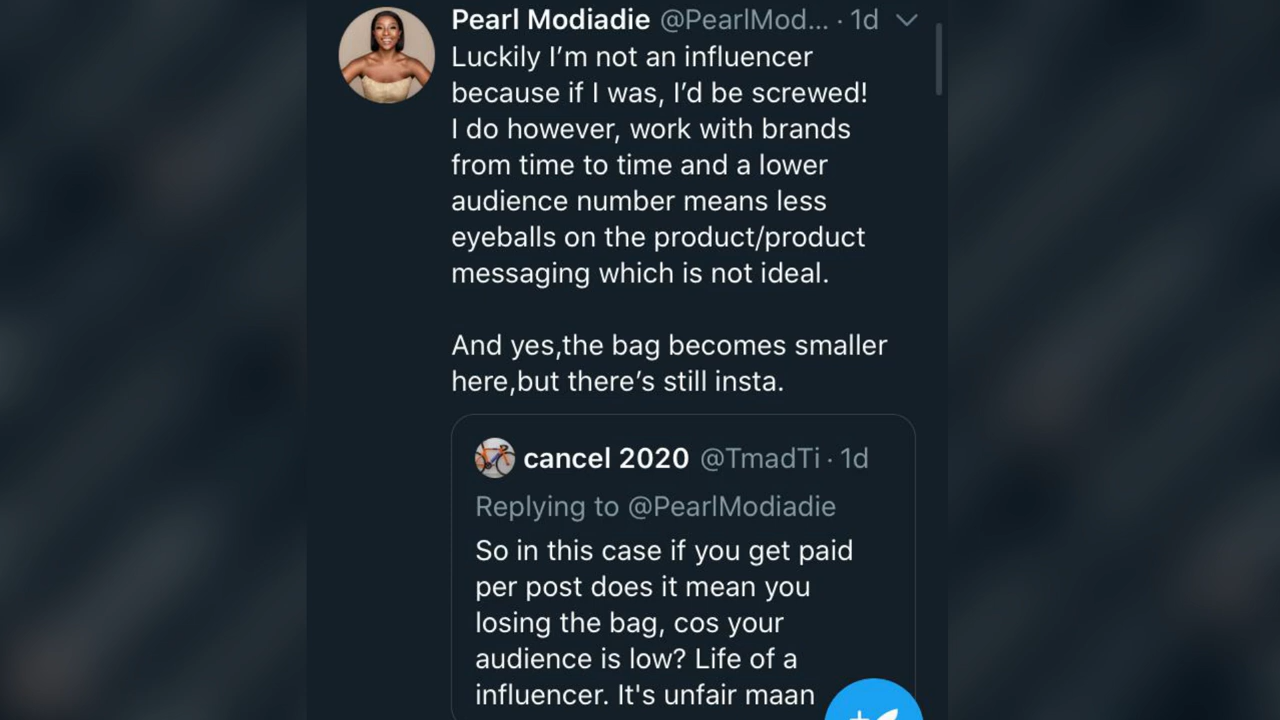 Pearl Modiadie @PearlMod... · 1d
Luckily I'm not an influencer
because if I was, I'd be screwed!
I do however, work with brands
from time to time and a lower
audience number means less
eyeballs on the product/product
messaging which is not ideal.
And yes,the bag becomes smaller
here,but there's still insta.
cancel 2020 @TmadTi · 1d
Replying to @PearlModiadie
So in this case if you get paid
per post does it mean you
losing the bag, cos your
audience is low? Life of a
influencer. It's unfair maan